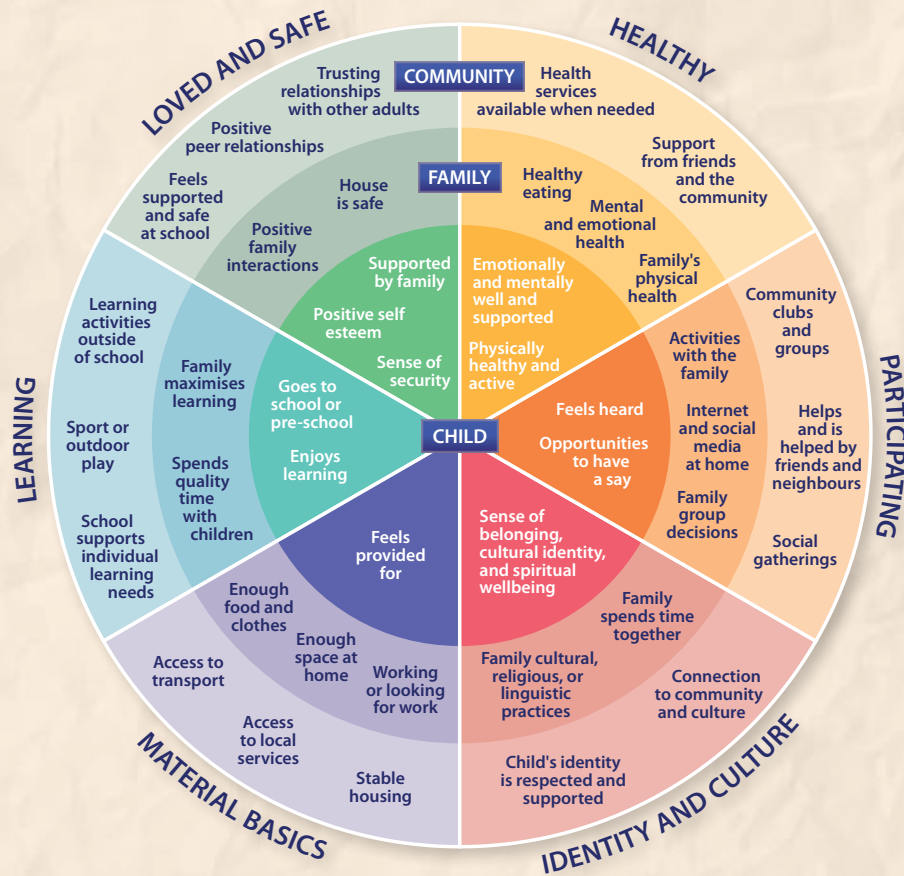 LOVED AND SAFE
HEALTHY
PARTICIPATING
IDENTITY AND CULTURE
MATERIAL BASICS
LEARNING
COMMUNITY
FAMILY
CHILD
Trusting
relationships
with other adults
Positive
peer relationships
Feels
supported
and safe
at school
House
is safe
Positive
family
interactions
Supported
by family
Positive self
esteem
Sense of
security
Health
services
available when needed
Support
from friends
and the
community
Healthy
eating
Mental
and emotional
health
Family's
physical
health
Emotionally
and mentally
well and
supported
Physically
healthy and
active
Community
clubs
and
groups
Helps
and is
helped by
friends and
neighbours
Social
gatherings
Activities
with the
family
Internet
and social
media
at home
Family
group
decisions
Feels heard
Opportunities
to have
a say
Sense of
belonging,
cultural identity,
and spiritual
wellbeing
Family
spends time
together
Family cultural,
religious, or
linguistic
practices
Connection
to community
and culture
Child's identity
is respected and
supported
Feels
provided
for
Enough
food and
clothes
Enough
space at
home
Working
or looking
for work
Access to
transport
Access
to local
services
Stable
housing
Goes to
school or
pre-school
Enjoys
learning
Family
maximises
learning
Spends
quality
time
with
children
Learning
activities
outside
of school
Sport or
outdoor
play
School
supports
individual
learning
needs